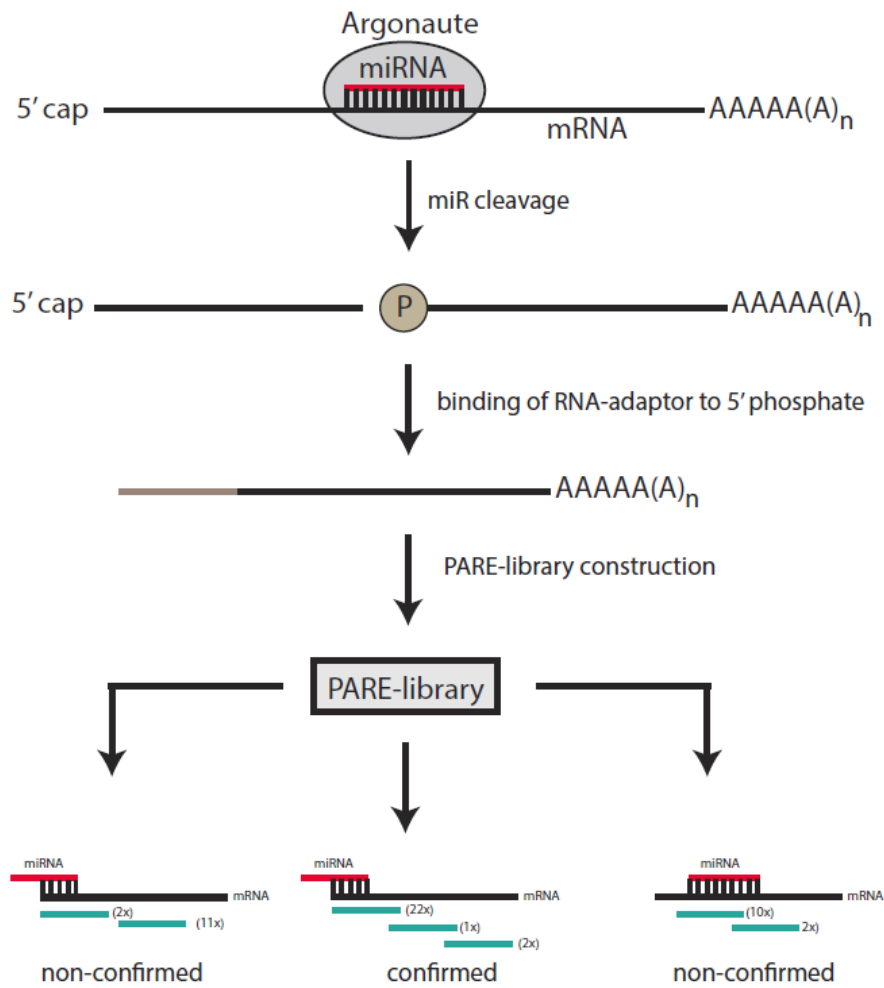 Argonaute
miRNA
5' cap
mRNA
AAAAA(A)n
miR cleavage
5' cap
P
AAAAA(A)n
binding of RNA-adaptor to 5' phosphate
AAAAA(A)n
PARE-library construction
PARE-library
miRNA
mRNA
(2x)
(11x)
non-confirmed
miRNA
mRNA
(22x)
(1x)
(2x)
confirmed
miRNA
mRNA
(10x)
2x)
non-confirmed